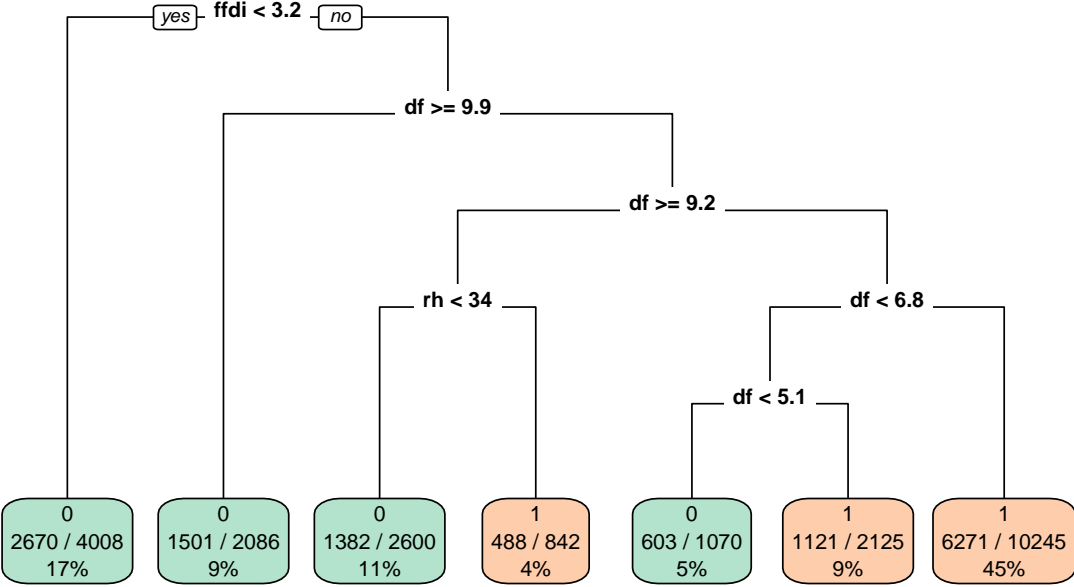 yes ffdi < 3.2 no
df >= 9.9
df >= 9.2
rh < 34
df < 6.8
df < 5.1
0
2670 / 4008
17%
0
1501 / 2086
9%
0
1382 / 2600
11%
1
488 / 842
4%
0
603 / 1070
5%
1
1121 / 2125
9%
1
6271 / 10245
45%